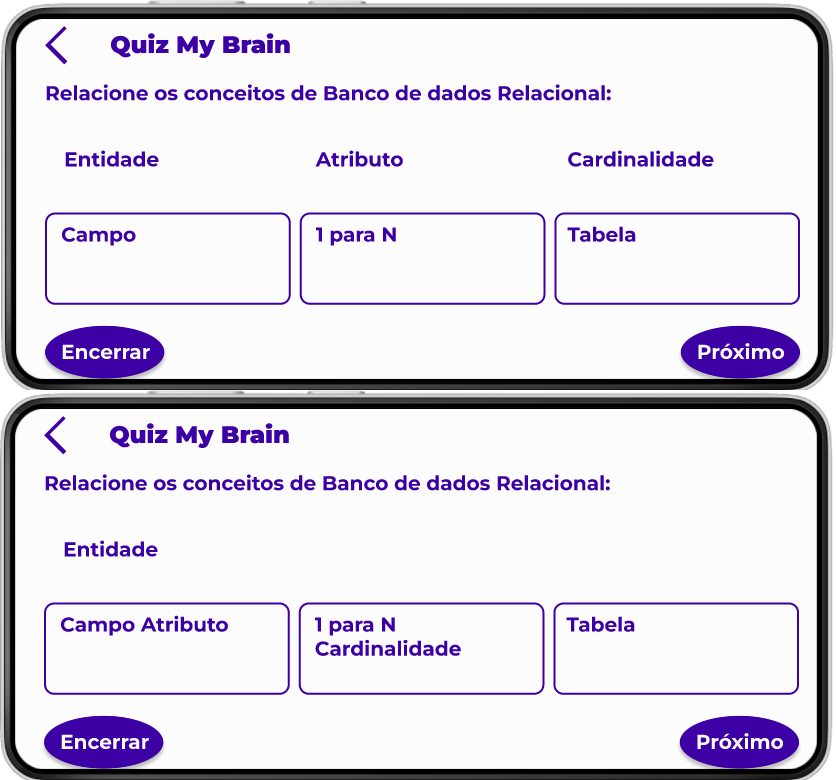 Quiz My Brain
Relacione os conceitos de Banco de dados Relacional:
Entidade Atributo Cardinalidade
Campo 1 para N Tabela
Encerrar Próximo
Quiz My Brain
Relacione os conceitos de Banco de dados Relacional:
Entidade
Campo Atributo 1 para N Tabela
Cardinalidade
Encerrar Próximo